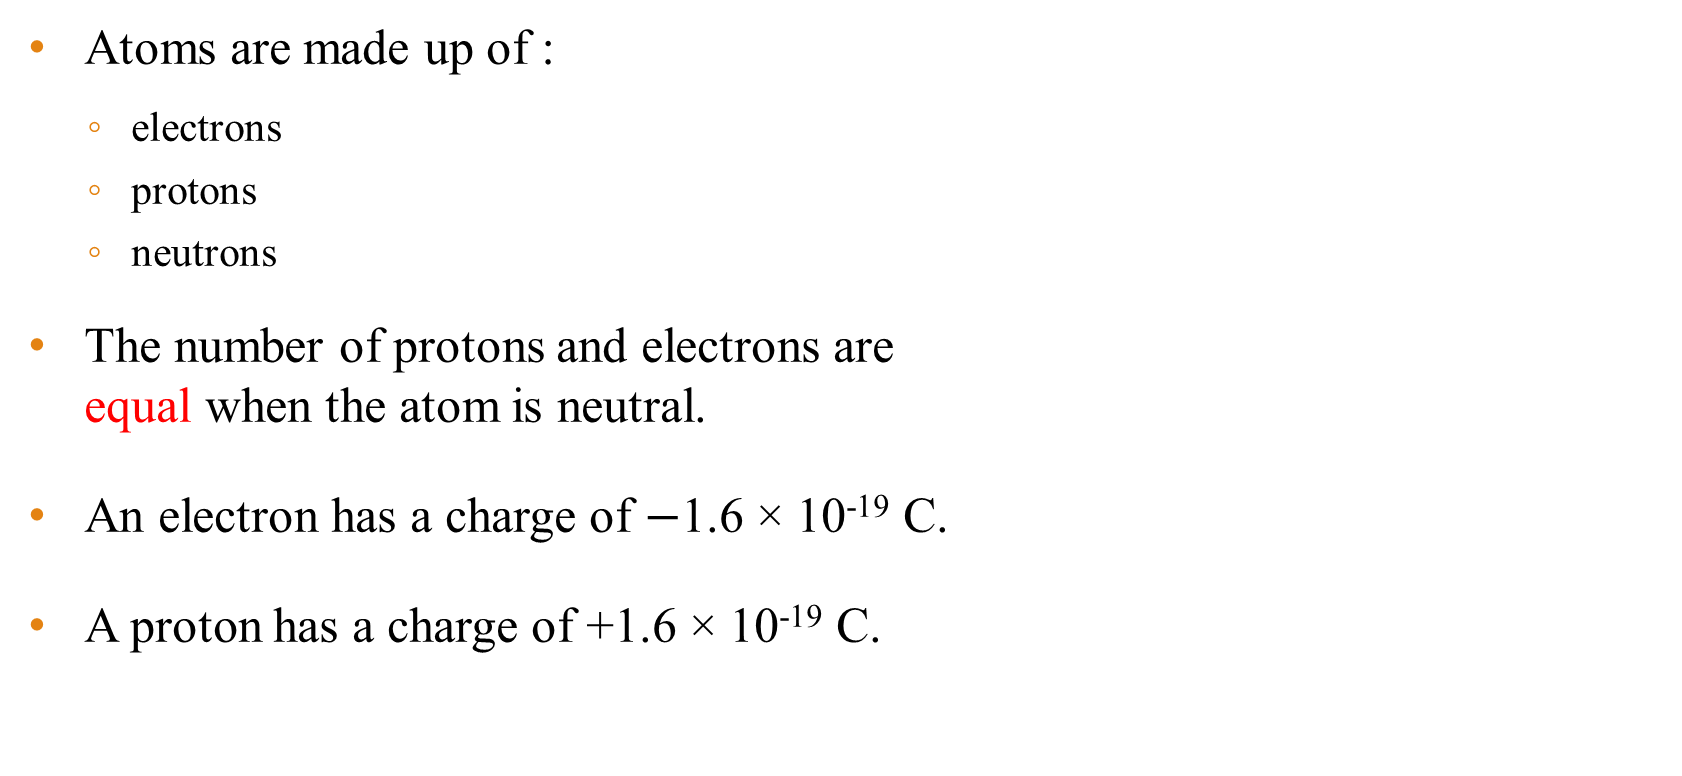 • Atoms are made up of :
◦ electrons
◦ protons
◦ neutrons
• The number of protons and electrons are
equal when the atom is neutral.
• An electron has a charge of −1.6 × 10⁻¹⁹ C.
• A proton has a charge of +1.6 × 10⁻¹⁹ C.